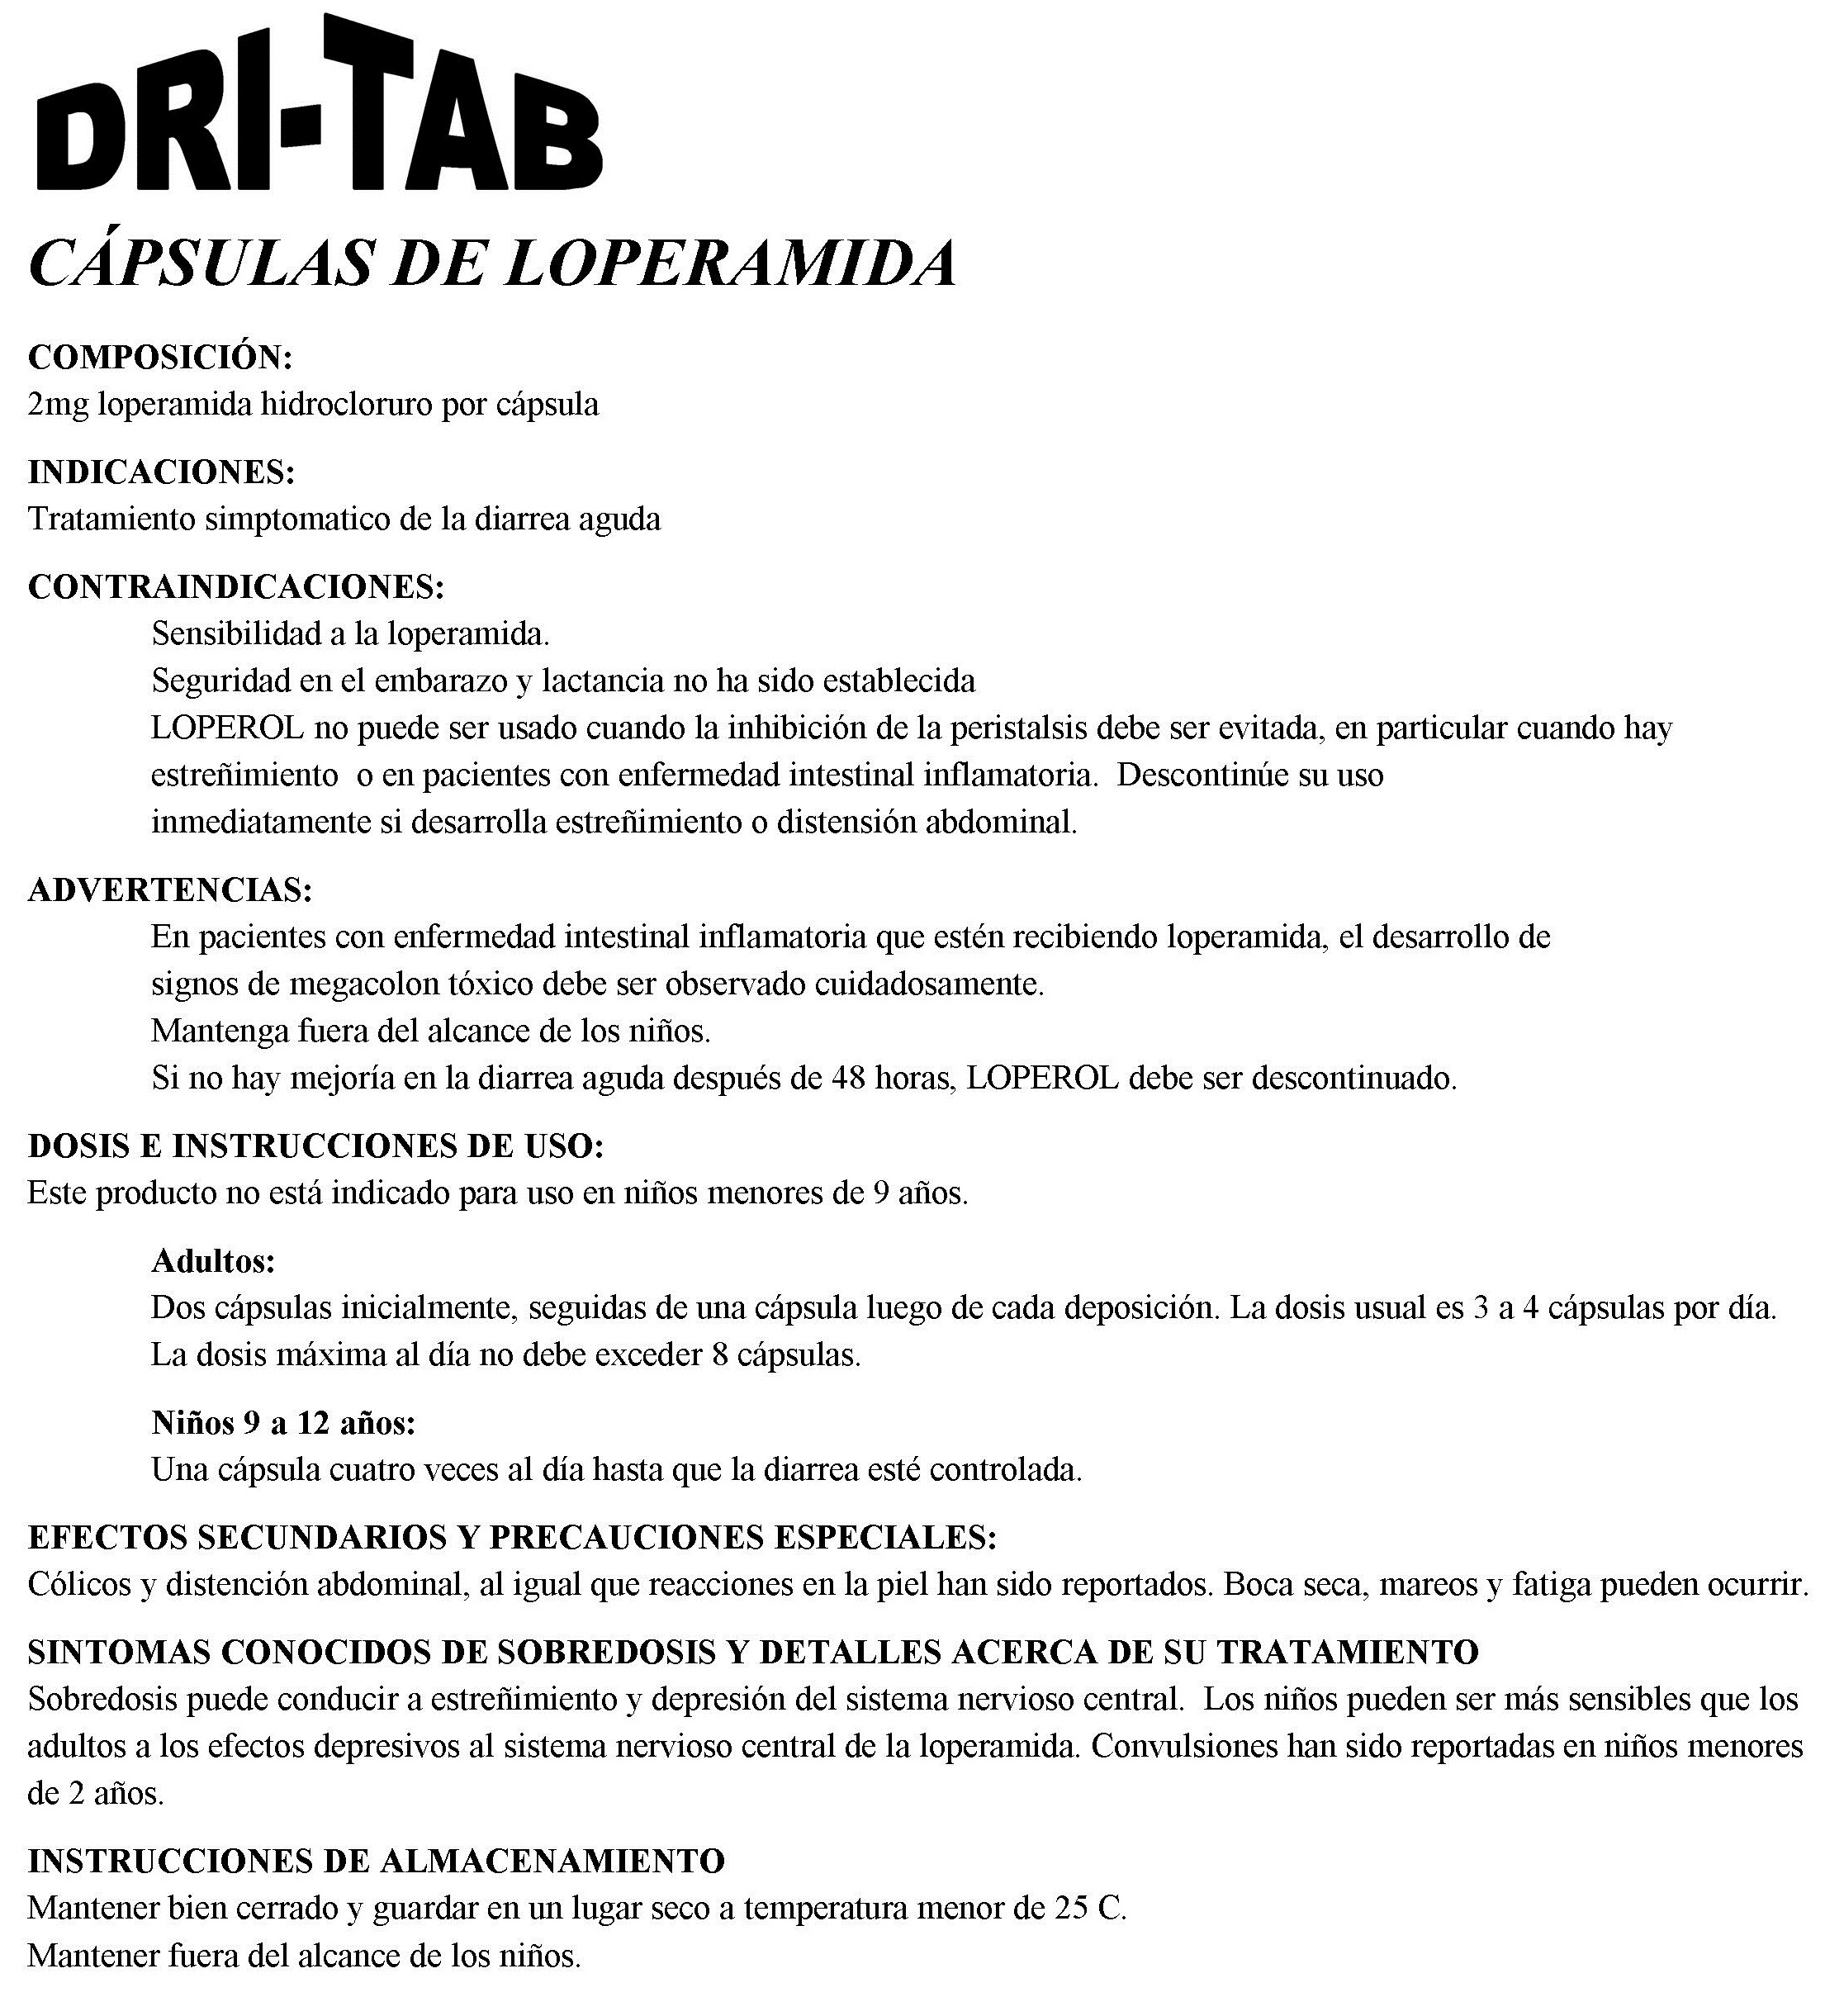 DRI-TAB
CÁPSULAS DE LOPERAMIDA
COMPOSICIÓN:
2mg loperamida hidrocloruro por cápsula
INDICACIONES:
Tratamiento simptomatico de la diarrea aguda
CONTRAINDICACIONES:
Sensibilidad a la loperamida.
Seguridad en el embarazo y lactancia no ha sido establecida
LOPEROL no puede ser usado cuando la inhibición de la peristalsis debe ser evitada, en particular cuando hay
estreñimiento  o en pacientes con enfermedad intestinal inflamatoria.  Descontinúe su uso
inmediatamente si desarrolla estreñimiento o distensión abdominal.
ADVERTENCIAS:
En pacientes con enfermedad intestinal inflamatoria que estén recibiendo loperamida, el desarrollo de
signos de megacolon tóxico debe ser observado cuidadosamente.
Mantenga fuera del alcance de los niños.
Si no hay mejoría en la diarrea aguda después de 48 horas, LOPEROL debe ser descontinuado.
DOSIS E INSTRUCCIONES DE USO:
Este producto no está indicado para uso en niños menores de 9 años.
Adultos:
Dos cápsulas inicialmente, seguidas de una cápsula luego de cada deposición. La dosis usual es 3 a 4 cápsulas por día.
La dosis máxima al día no debe exceder 8 cápsulas.
Niños 9 a 12 años:
Una cápsula cuatro veces al día hasta que la diarrea esté controlada.
EFECTOS SECUNDARIOS Y PRECAUCIONES ESPECIALES:
Cólicos y distención abdominal, al igual que reacciones en la piel han sido reportados. Boca seca, mareos y fatiga pueden ocurrir.
SINTOMAS CONOCIDOS DE SOBREDOSIS Y DETALLES ACERCA DE SU TRATAMIENTO
Sobredosis puede conducir a estreñimiento y depresión del sistema nervioso central.  Los niños pueden ser más sensibles que los
adultos a los efectos depresivos al sistema nervioso central de la loperamida. Convulsiones han sido reportadas en niños menores
de 2 años.
INSTRUCCIONES DE ALMACENAMIENTO
Mantener bien cerrado y guardar en un lugar seco a temperatura menor de 25 C.
Mantener fuera del alcance de los niños.